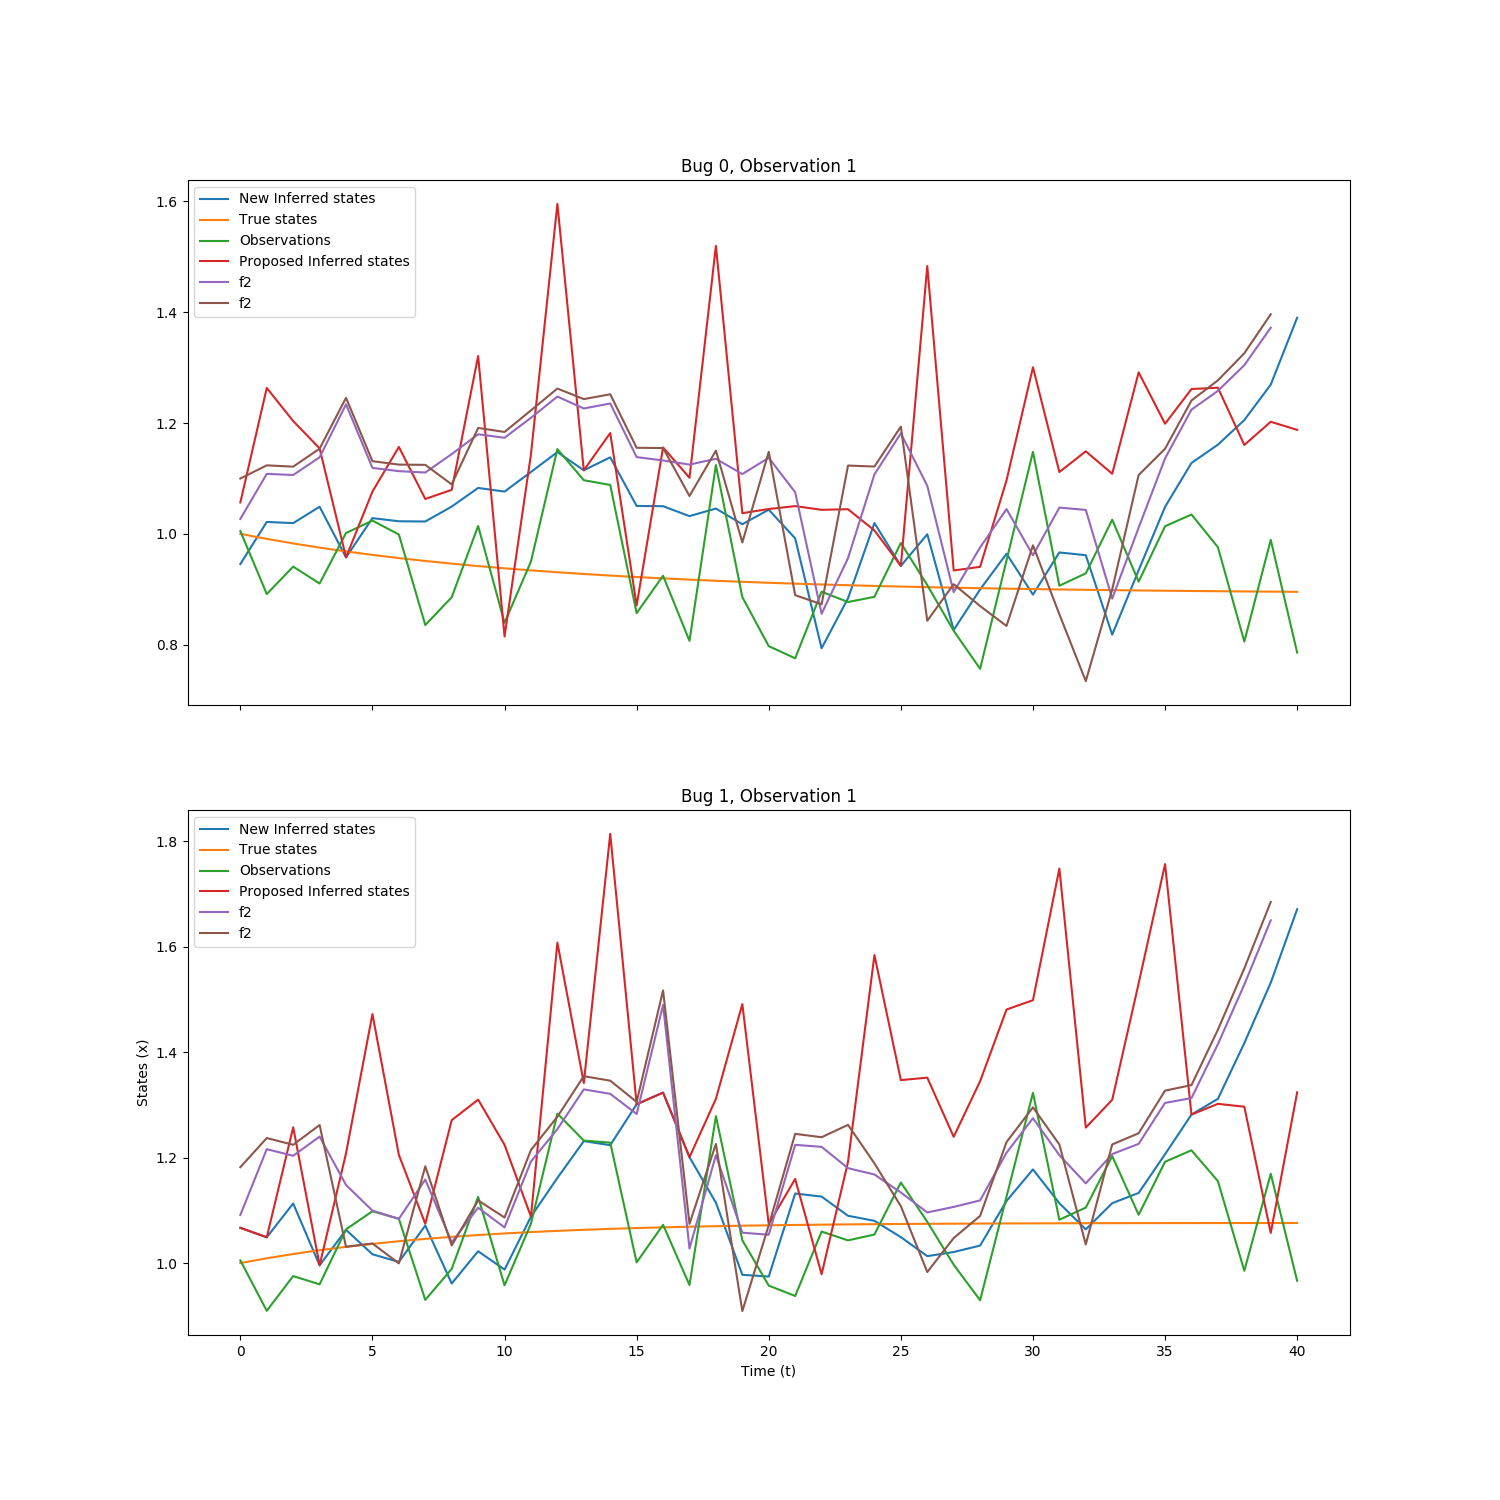 Bug 0, Observation 1
New Inferred states
True states
Observations
Proposed Inferred states
f2
f2
1.6
1.4
1.2
1.0
0.8
Bug 1, Observation 1
New Inferred states
True states
Observations
Proposed Inferred states
f2
f2
1.8
1.6
1.4
1.2
1.0
States (x)
0 5 10 15 20 25 30 35 40
Time (t)